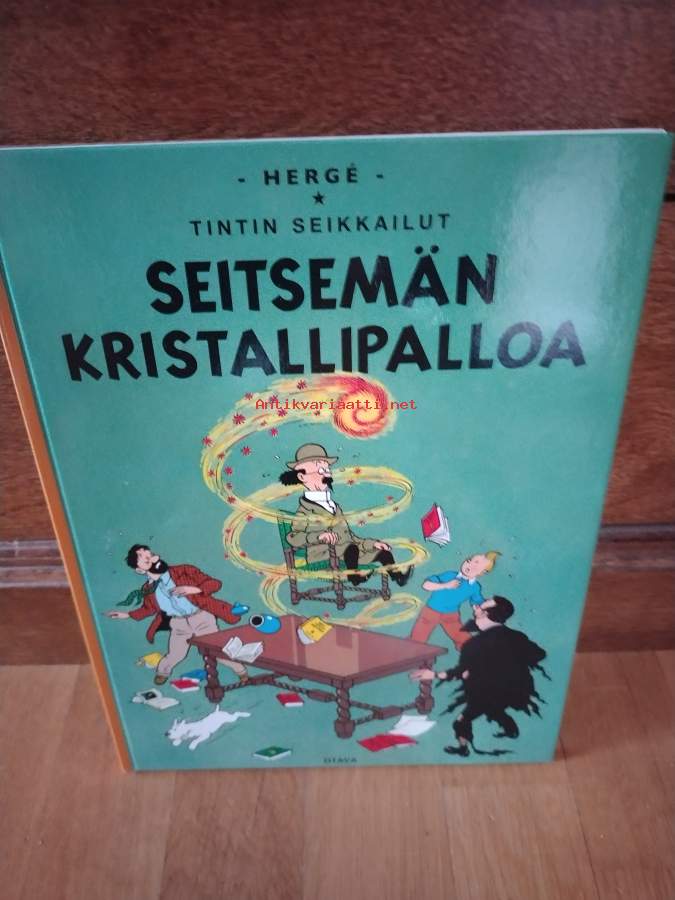 - HERGÉ -
TINTIN SEIKKAILUT
SEITSEMÄN
KRISTALLIPALLOA
Antikvariaatti.net
OTAVA